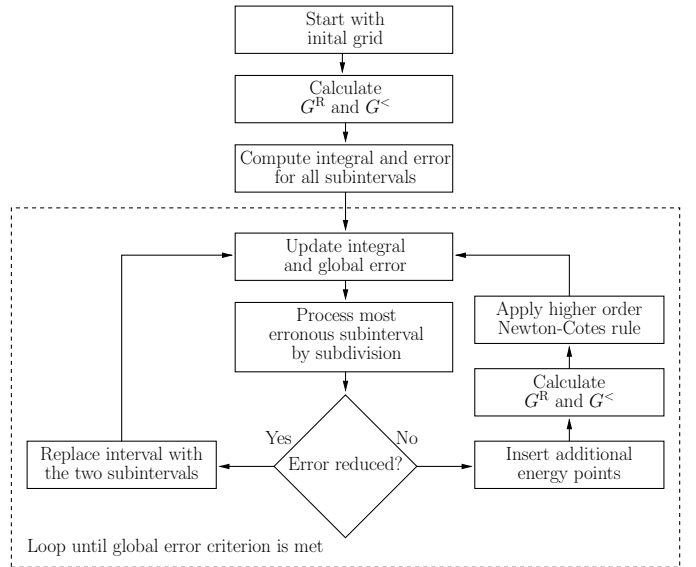 Start with
inital grid
Calculate
G^R and G^<
Compute integral and error
for all subintervals
Update integral
and global error
Process most
erronous subinterval
by subdivision
Apply higher order
Newton-Cotes rule
Calculate
G^R and G^<
Yes
No
Replace interval with
the two subintervals
Error reduced?
Insert additional
energy points
Loop until global error criterion is met